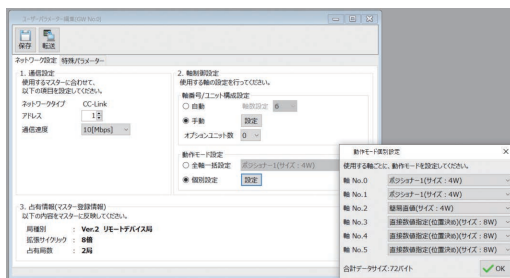 ユーザ・パラメーター編集(GW No.0)
保存 転送
ネットワーク設定 特殊パラメーター
1. 通信設定
使用するマスターに合わせて、
以下の項目を設定してください。
ネットワークタイプ CC-Link
アドレス 1
通信速度 10[Mbps]
2. 軸制御設定
使用する軸の設定を行ってください。
軸番号/ユニット構成設定
自動 軸数設定 6
手動 設定
オプションユニット数 0
動作モード設定
全軸一括設定 ポジショナー1(サイズ：4W)
個別設定 設定
3. 占有情報(マスター登録情報)
以下の内容をマスターに反映してください。
局種別 : Ver.2 リモートデバイス局
拡張サイクリック : 8倍
占有局数 : 2局
動作モード個別設定
使用する軸ごとに、動作モードを設定してください。
軸 No.0 ポジショナー1(サイズ：4W)
軸 No.1 ポジショナー1(サイズ：4W)
軸 No.2 簡易直値(サイズ：4W)
軸 No.3 直接数値指定(位置決め)(サイズ：8W)
軸 No.4 直接数値指定(位置決め)(サイズ：8W)
軸 No.5 直接数値指定(位置決め)(サイズ：8W)
合計データサイズ:72バイト OK